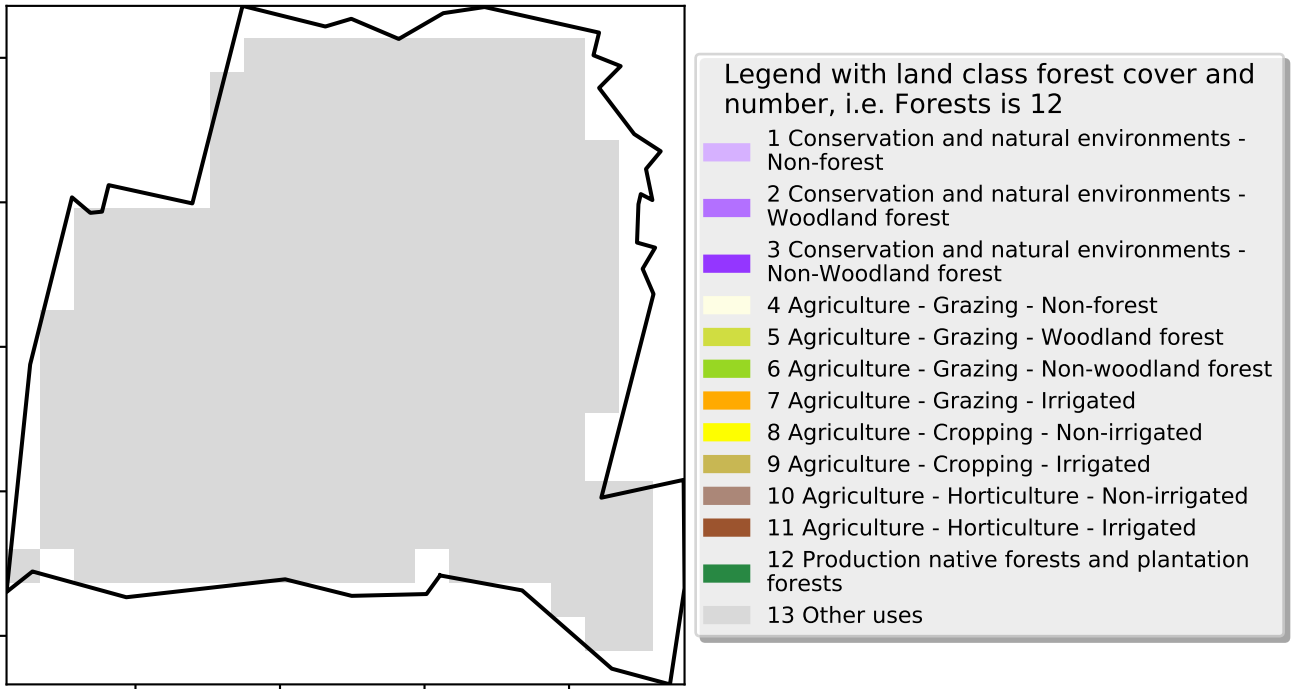 Legend with land class forest cover and
number, i.e. Forests is 12
1 Conservation and natural environments -
Non-forest
2 Conservation and natural environments -
Woodland forest
3 Conservation and natural environments -
Non-Woodland forest
4 Agriculture - Grazing - Non-forest
5 Agriculture - Grazing - Woodland forest
6 Agriculture - Grazing - Non-woodland forest
7 Agriculture - Grazing - Irrigated
8 Agriculture - Cropping - Non-irrigated
9 Agriculture - Cropping - Irrigated
10 Agriculture - Horticulture - Non-irrigated
11 Agriculture - Horticulture - Irrigated
12 Production native forests and plantation
forests
13 Other uses